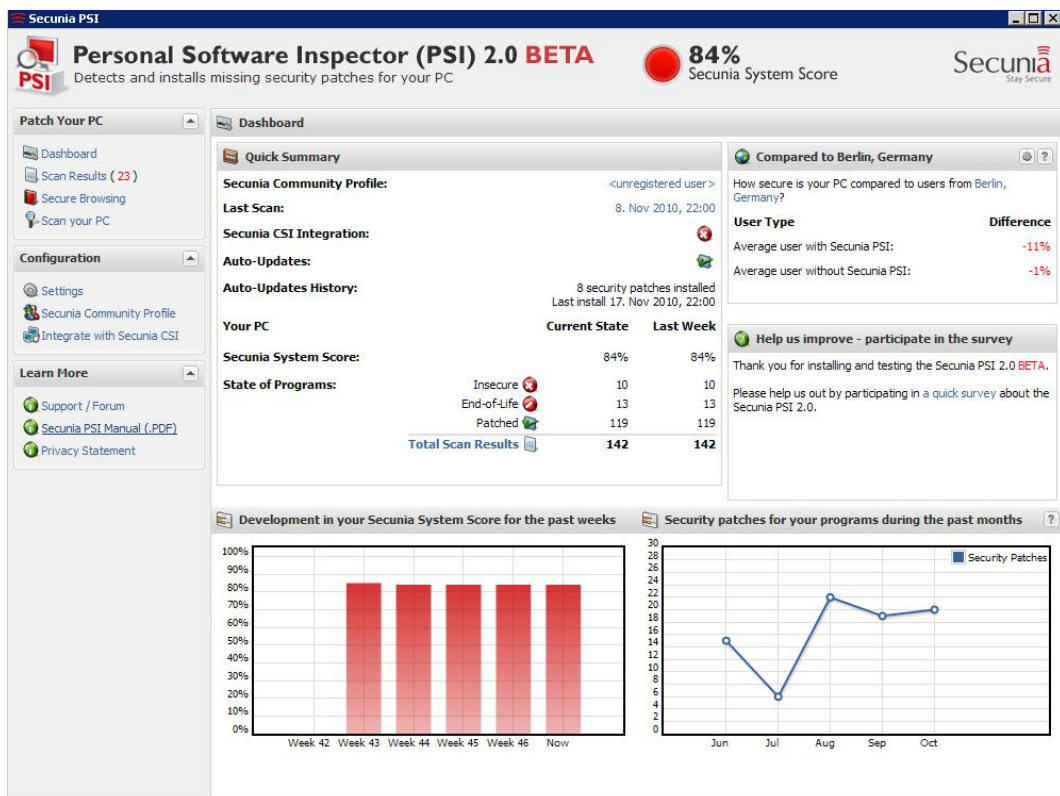 Secunia PSI
PSI
Personal Software Inspector (PSI) 2.0 BETA
Detects and installs missing security patches for your PC
84%
Secunia System Score
Secunia
Stay Secure
Patch Your PC
Dashboard
Scan Results ( 23 )
Secure Browsing
Scan your PC
Configuration
Settings
Secunia Community Profile
Integrate with Secunia CSI
Learn More
Support / Forum
Secunia PSI Manual (.PDF)
Privacy Statement
Dashboard
Quick Summary
Secunia Community Profile: <unregistered user>
Last Scan: 8. Nov 2010, 22:00
Secunia CSI Integration:
Auto-Updates:
Auto-Updates History: 8 security patches installed
Last install 17. Nov 2010, 22:00
Your PC Current State Last Week
Secunia System Score: 84% 84%
State of Programs: Insecure 10 10
End-of-Life 13 13
Patched 119 119
Total Scan Results 142 142
Compared to Berlin, Germany ?
How secure is your PC compared to users from Berlin,
Germany?
User Type Difference
Average user with Secunia PSI: -11%
Average user without Secunia PSI: -1%
Help us improve - participate in the survey
Thank you for installing and testing the Secunia PSI 2.0 BETA.
Please help us out by participating in a quick survey about the
Secunia PSI 2.0.
Development in your Secunia System Score for the past weeks
100%
90%
80%
70%
60%
50%
40%
30%
20%
10%
0%
Week 42 Week 43 Week 44 Week 45 Week 46 Now
Security patches for your programs during the past months ?
30
28
26
24
22
20
18
16
14
12
10
8
6
4
2
0
Security Patches
Jun Jul Aug Sep Oct